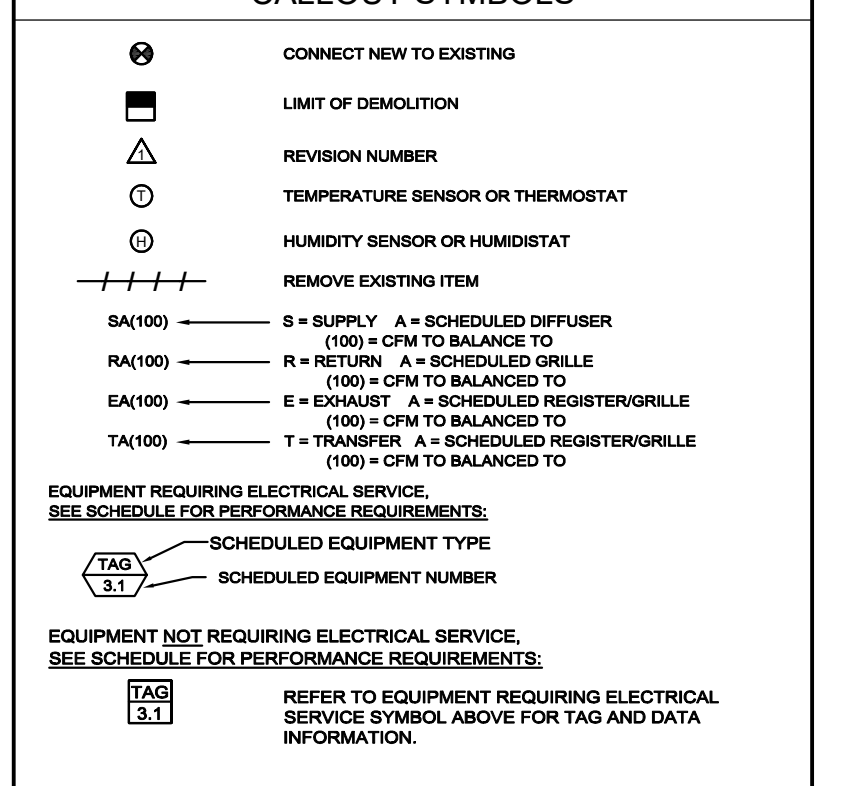 CALLOUT SYMBOLS
CONNECT NEW TO EXISTING
LIMIT OF DEMOLITION
1 REVISION NUMBER
T TEMPERATURE SENSOR OR THERMOSTAT
H HUMIDITY SENSOR OR HUMIDISTAT
REMOVE EXISTING ITEM
SA(100) S = SUPPLY A = SCHEDULED DIFFUSER
(100) = CFM TO BALANCE TO
RA(100) R = RETURN A = SCHEDULED GRILLE
(100) = CFM TO BALANCED TO
EA(100) E = EXHAUST A = SCHEDULED REGISTER/GRILLE
(100) = CFM TO BALANCED TO
TA(100) T = TRANSFER A = SCHEDULED REGISTER/GRILLE
(100) = CFM TO BALANCED TO
EQUIPMENT REQUIRING ELECTRICAL SERVICE,
SEE SCHEDULE FOR PERFORMANCE REQUIREMENTS:
SCHEDULED EQUIPMENT TYPE
TAG
3.1 SCHEDULED EQUIPMENT NUMBER
EQUIPMENT NOT REQUIRING ELECTRICAL SERVICE,
SEE SCHEDULE FOR PERFORMANCE REQUIREMENTS:
TAG
3.1
REFER TO EQUIPMENT REQUIRING ELECTRICAL
SERVICE SYMBOL ABOVE FOR TAG AND DATA
INFORMATION.